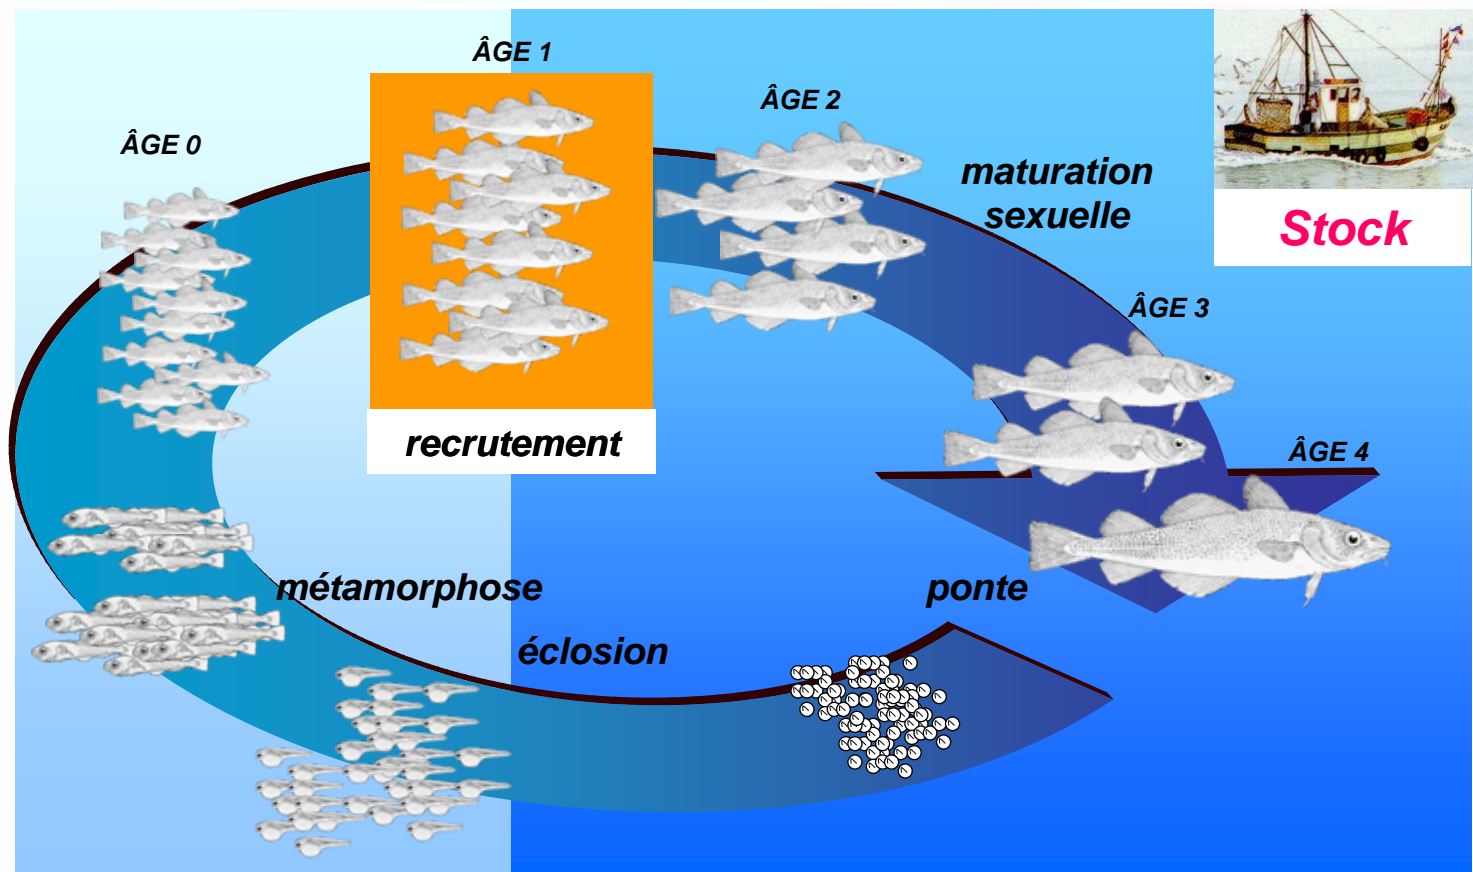 ÂGE 1
ÂGE 2
ÂGE 0
maturation
sexuelle
Stock
ÂGE 3
recrutement
ÂGE 4
métamorphose
ponte
éclosion